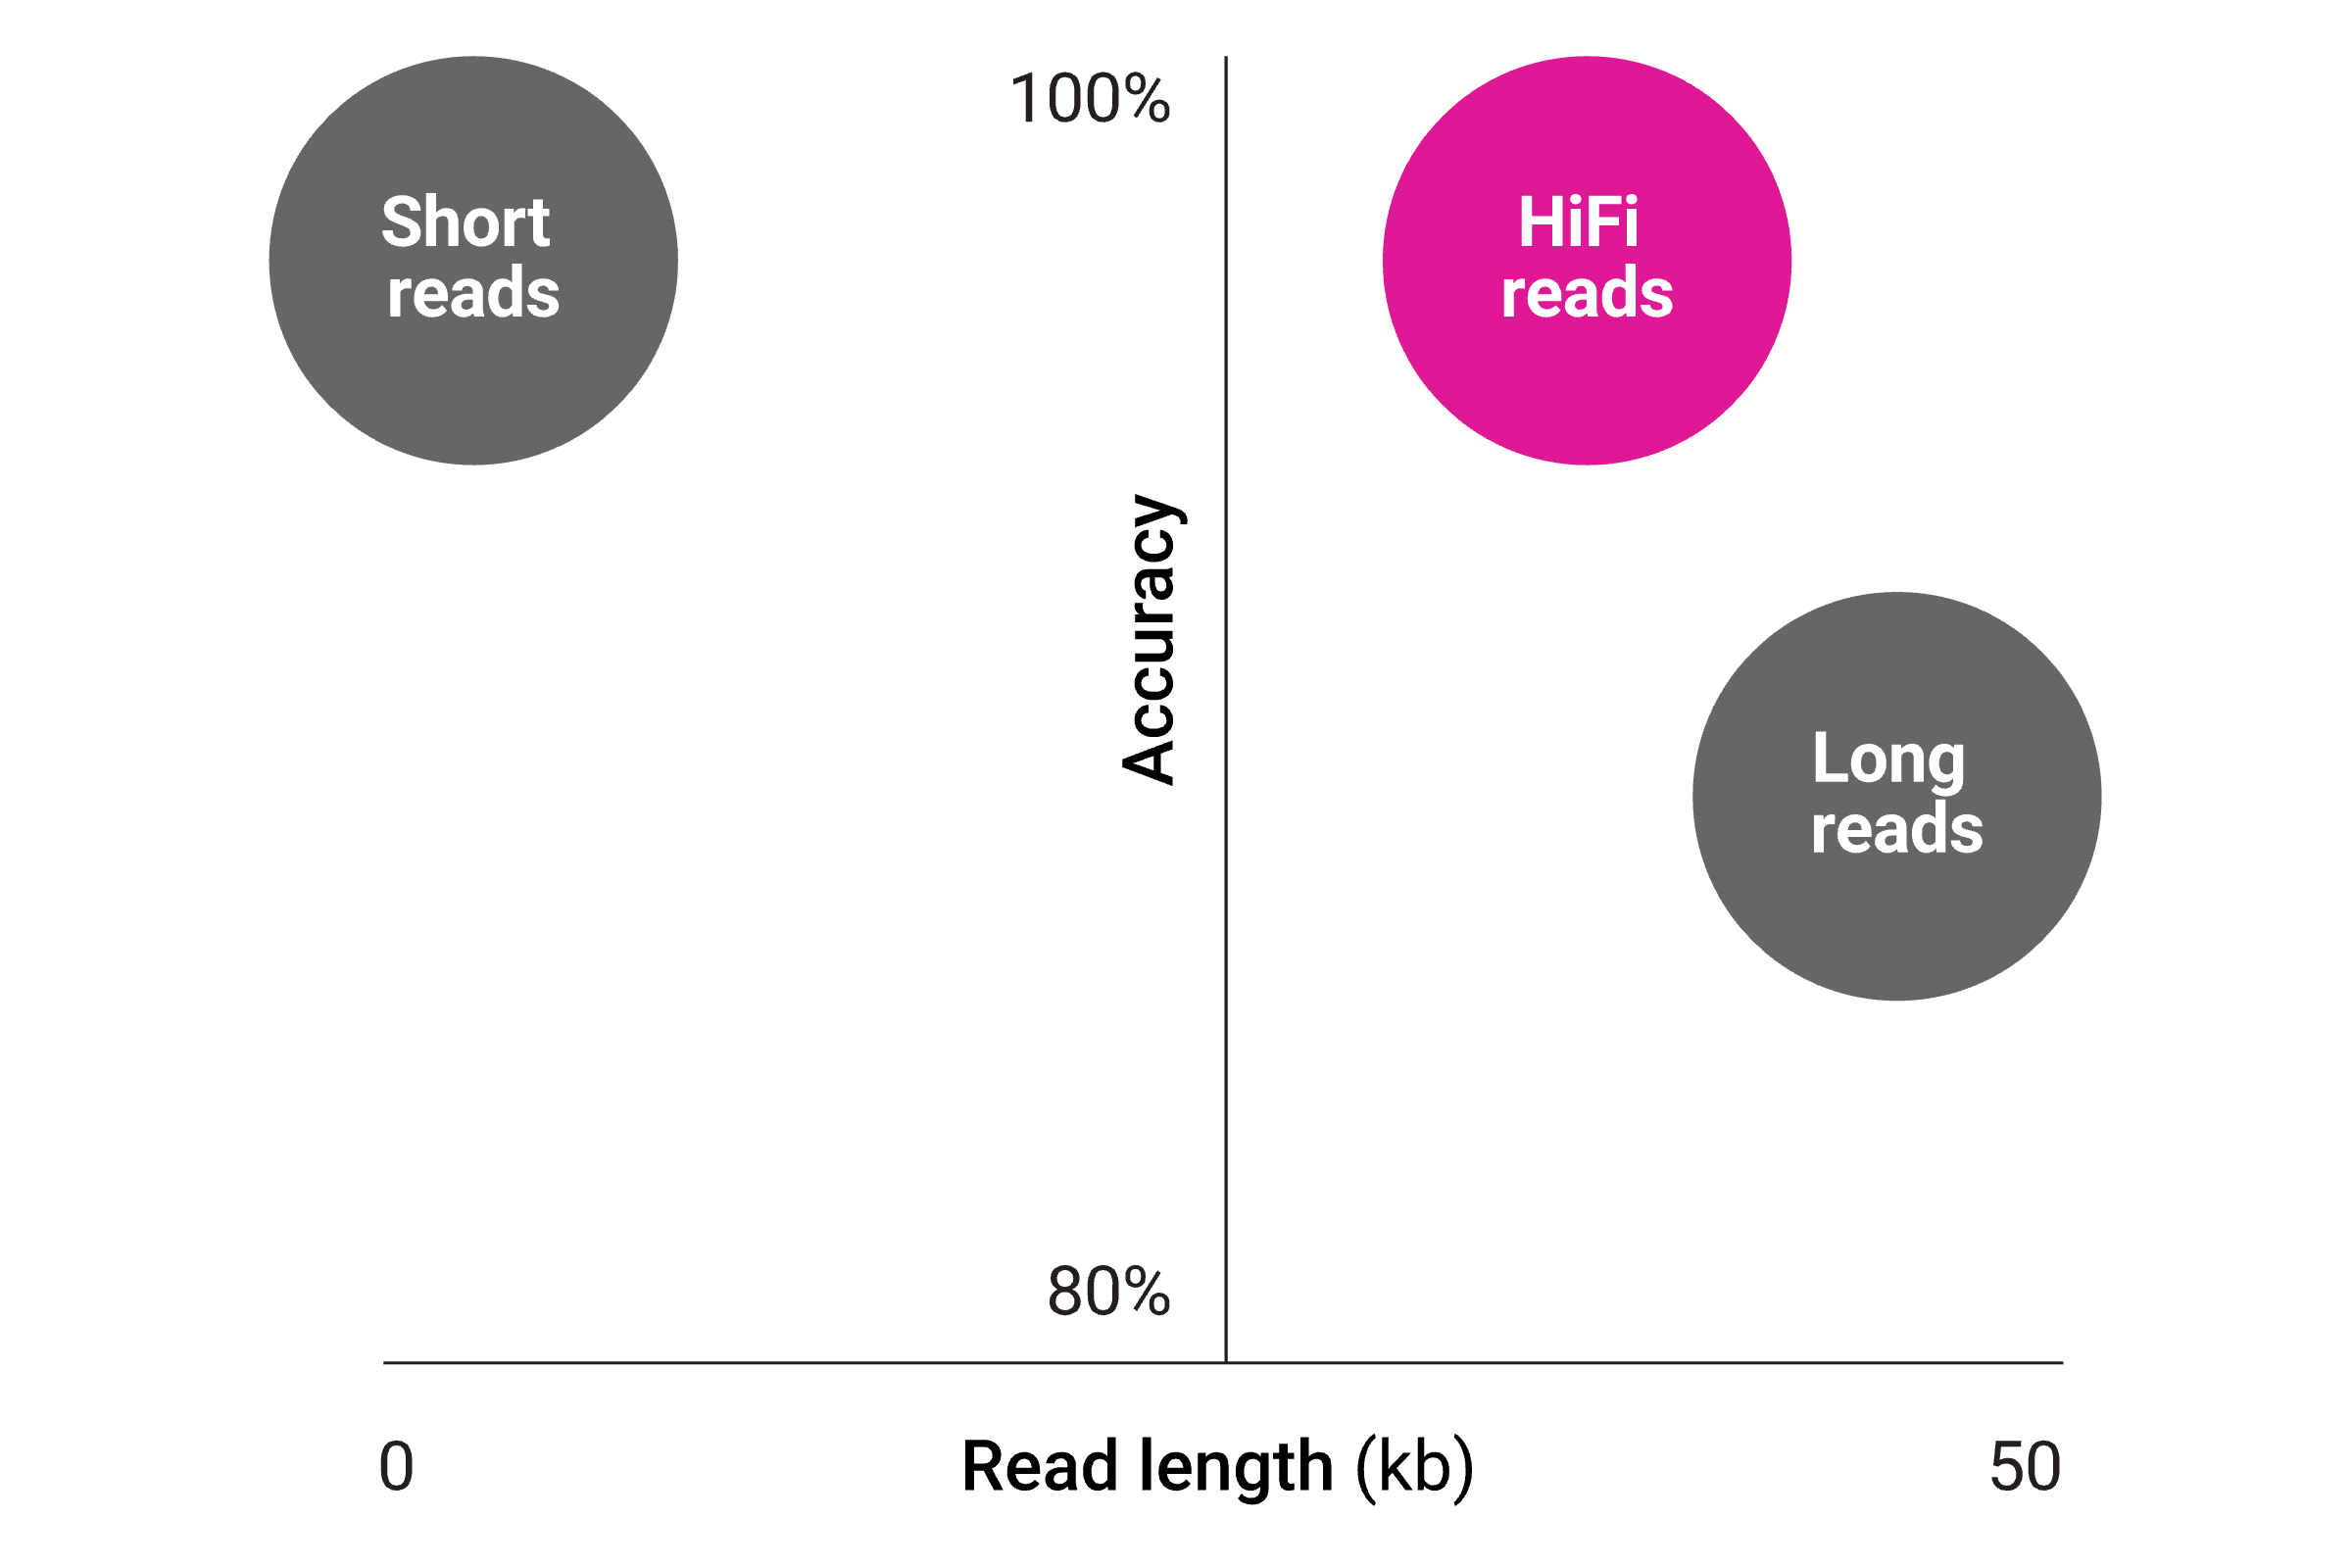 100%
Short
reads
HiFi
reads
Accuracy
Long
reads
80%
0
Read length (kb)
50